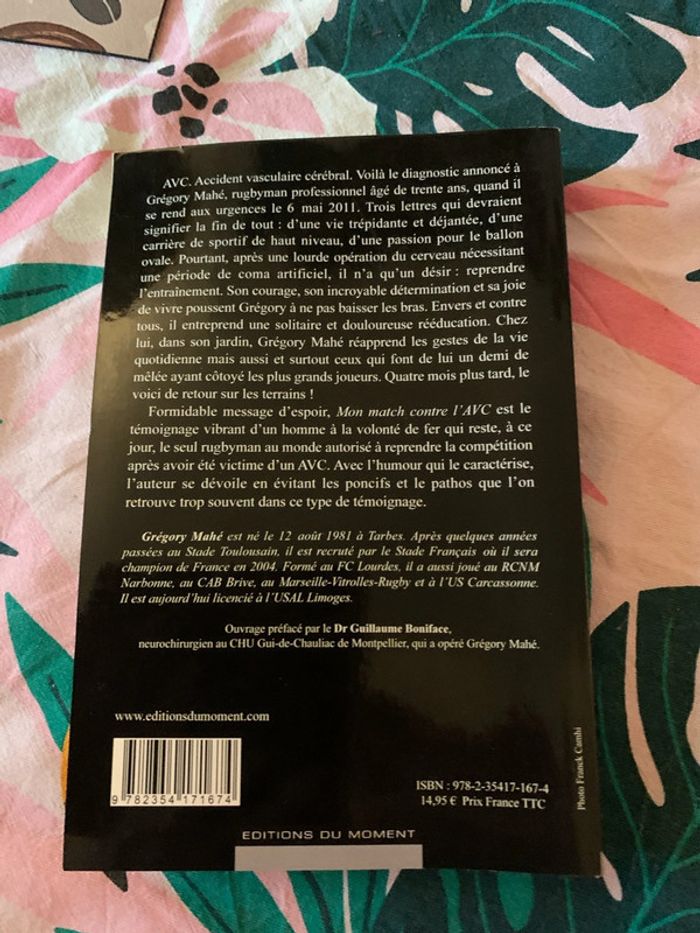 AVC. Accident vasculaire cérébral. Voilà le diagnostic annoncé à
Grégory Mahé, rugbyman professionnel âgé de trente ans, quand il
se rend aux urgences le 6 mai 2011. Trois lettres qui devraient
signifier la fin de tout : d'une vie trépidante et déjantée, d'une
carrière de sportif de haut niveau, d'une passion pour le ballon
ovale. Pourtant, après une lourde opération du cerveau nécessitant
une période de coma artificiel, il n'a qu'un désir : reprendre
l'entraînement. Son courage, son incroyable détermination et sa joie
de vivre poussent Grégory à ne pas baisser les bras. Envers et contre
tous, il entreprend une solitaire et douloureuse rééducation. Chez
lui, dans son jardin, Grégory Mahé réapprend les gestes de la vie
quotidienne mais aussi et surtout ceux qui font de lui un demi de
mêlée ayant côtoyé les plus grands joueurs. Quatre mois plus tard, le
voici de retour sur les terrains !
Formidable message d'espoir, Mon match contre l'AVC est le
témoignage vibrant d'un homme à la volonté de fer qui reste, à ce
jour, le seul rugbyman au monde autorisé à reprendre la compétition
après avoir été victime d'un AVC. Avec l'humour qui le caractérise,
l'auteur se dévoile en évitant les poncifs et le pathos que l'on
retrouve trop souvent dans ce type de témoignage.
Grégory Mahé est né le 12 août 1981 à Tarbes. Après quelques années
passées au Stade Toulousain, il est recruté par le Stade Français où il sera
champion de France en 2004. Formé au FC Lourdes, il a aussi joué au RCNM
Narbonne, au CAB Brive, au Marseille-Vitrolles-Rugby et à l'US Carcassonne.
Il est aujourd'hui licencié à l'USAL Limoges.
Ouvrage préfacé par le Dr Guillaume Boniface,
neurochirurgien au CHU Gui-de-Chauliac de Montpellier, qui a opéré Grégory Mahé.
www.editionsdumoment.com
9 782354 171674
ISBN : 978-2-35417-167-4
14,95 € Prix France TTC
Photo Franck Camhi
EDITIONS DU MOMENT